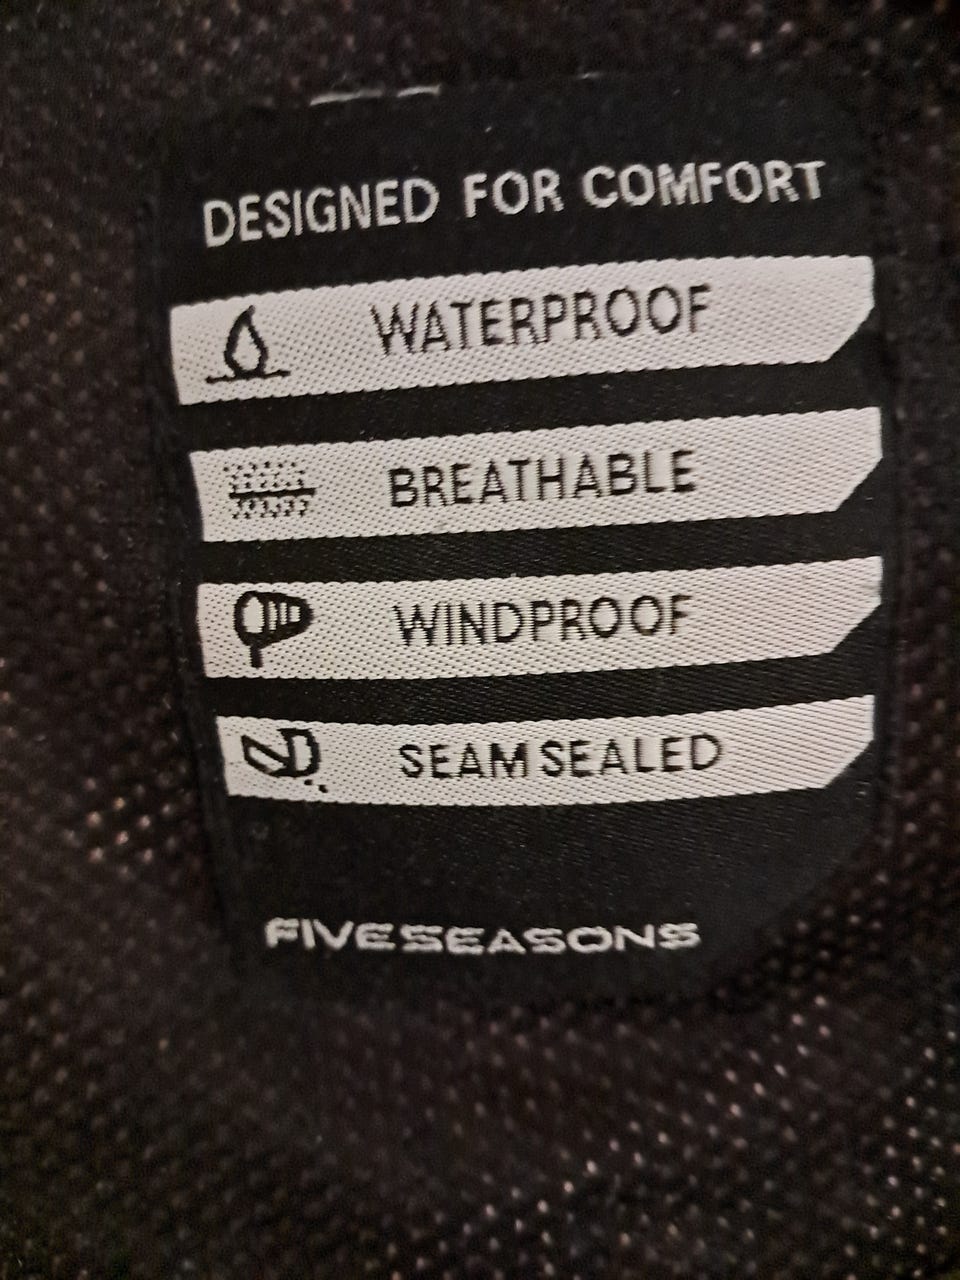 DESIGNED FOR COMFORT
WATERPROOF
BREATHABLE
WINDPROOF
SEAM SEALED
FIVESEASONS